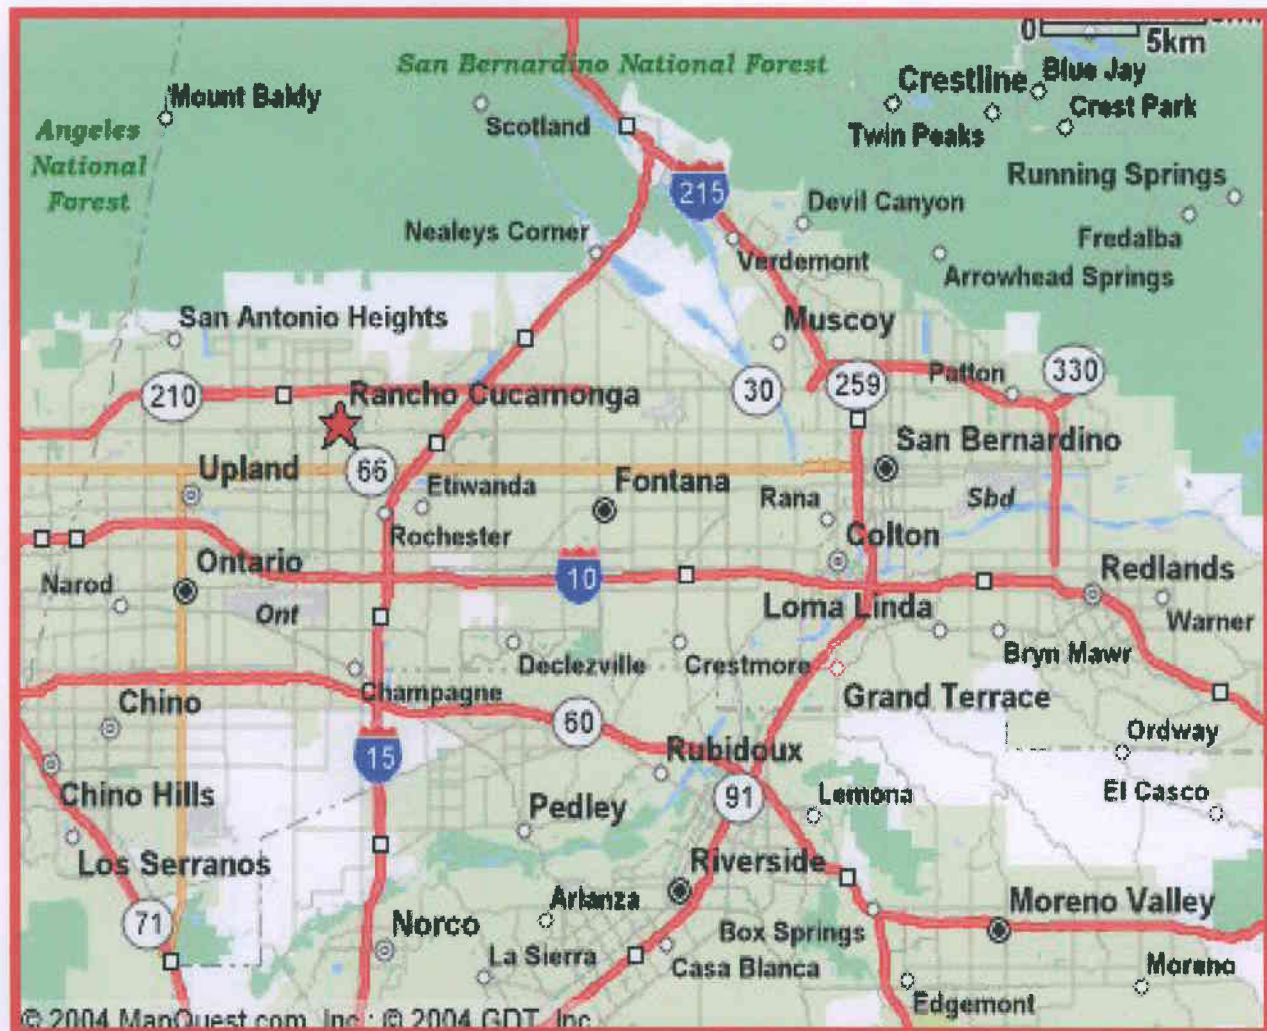 0
5km
San Bernardino National Forest
Crestline
Blue Jay
Mount Baldy
Scotland
Twin Peaks
Crest Park
Angeles
National
Forest
215
Running Springs
Devil Canyon
Nealeys Corner
Verdemont
Fredalba
Arrowhead Springs
San Antonio Heights
Muscoy
210
Rancho Cucamonga
30
259
Patton
330
San Bernardino
Upland
66
Etiwanda
Fontana
Rana
Sbd
Rochester
Colton
Ontario
10
Redlands
Narod
Ont
Loma Linda
Warner
Declezville
Crestmore
Bryn Mawr
Champagne
Grand Terrace
Chino
60
Ordway
15
Rubidoux
Chino Hills
91
Lemona
El Casco
Pedley
Los Serranos
Riverside
71
Norco
Arlanza
Moreno Valley
Box Springs
La Sierra
Casa Blanca
Moreno
Edgemont
© 2004 MapQuest.com, Inc.; © 2004 GDT, Inc.